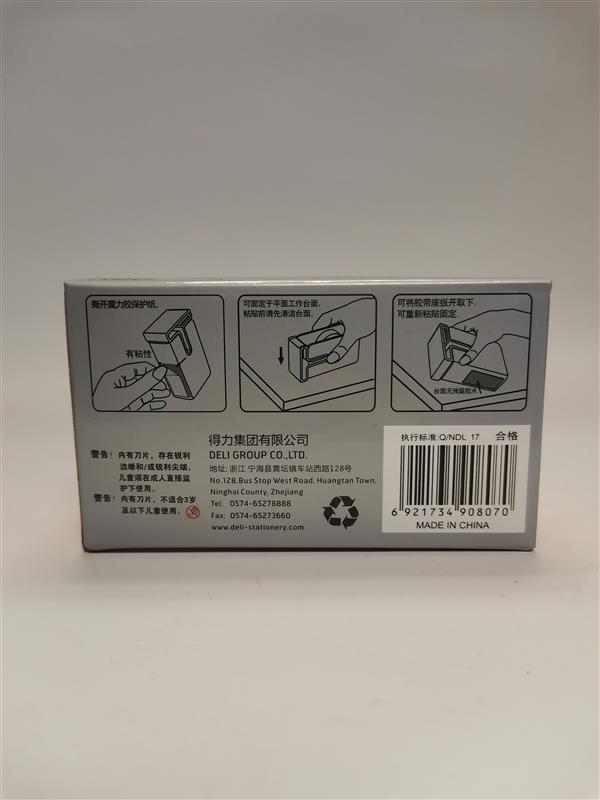 撕开魔力胶保护纸.
有粘性
可固定于平面工作台面.
粘贴前请先清洁台面.
可将胶带座扳开取下.
可重新粘贴固定.
台面无残留胶水
警告！内有刀片，存在锐利
边缘和/或锐利尖端,
儿童须在成人直接监
护下使用。
警告！内有刀片，不适合3岁
及以下儿童使用。
得力集团有限公司
DELI GROUP CO.,LTD.
地址: 浙江 宁海县黄坛镇车站西路128号
No.128,Bus Stop West Road, Huangtan Town,
Ninghai County, Zhejiang
Tel: 0574-65278888
Fax: 0574-65273660
www.deli-stationery.com
执行标准:Q/NDL 17 合格
6 921734 908070
MADE IN CHINA